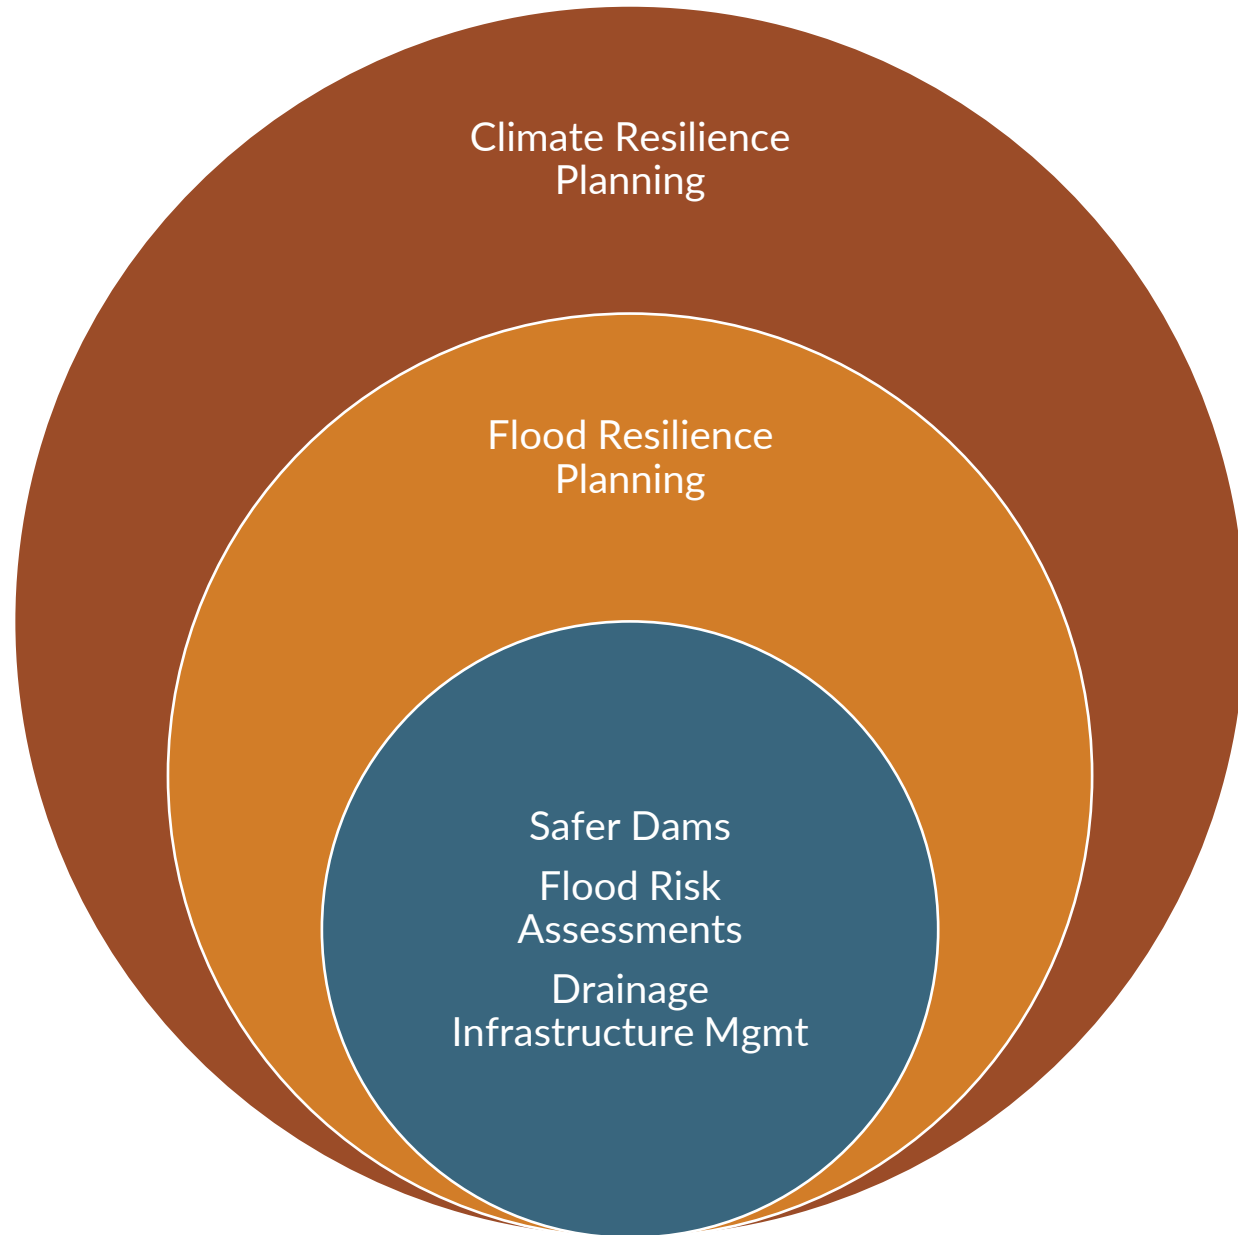 Climate Resilience
Planning
Flood Resilience
Planning
Safer Dams
Flood Risk
Assessments
Drainage
Infrastructure Mgmt